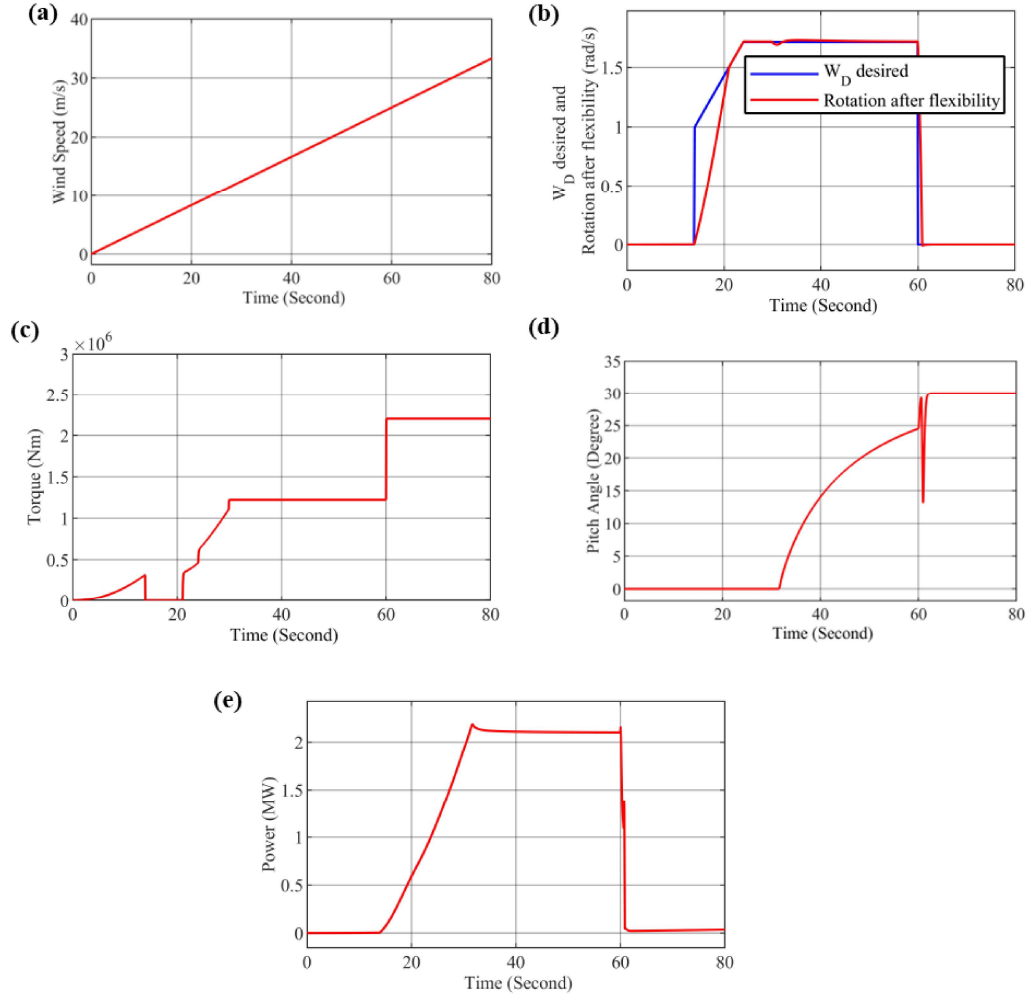 (a)
40
30
20
10
0
Wind Speed (m/s)
0 20 40 60 80
Time (Second)
(b)
1.5
1
0.5
0
W_D desired and
Rotation after flexibility (rad/s)
W_D desired
Rotation after flexibility
0 20 40 60 80
Time (Second)
(c)
×10^6
3
2.5
2
1.5
1
0.5
0
Torque (Nm)
0 20 40 60 80
Time (Second)
(d)
35
30
25
20
15
10
5
0
Pitch Angle (Degree)
0 20 40 60 80
Time (Second)
(e)
2
1.5
1
0.5
0
Power (MW)
0 20 40 60 80
Time (Second)